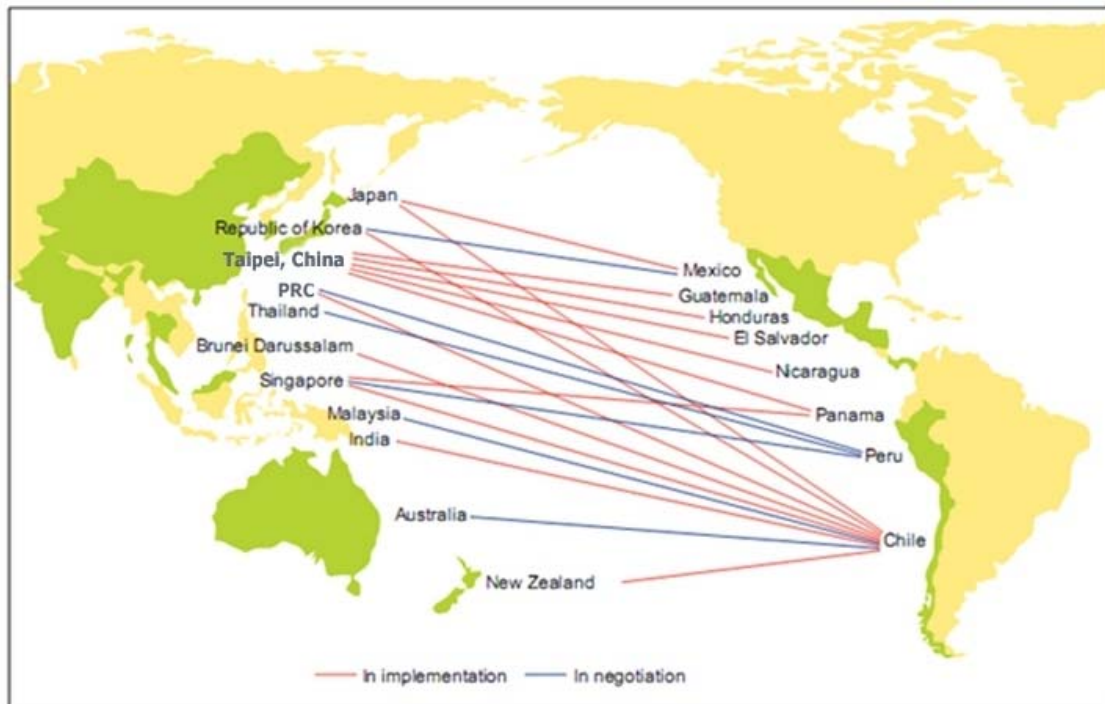 Japan
Republic of Korea
Taipei, China
PRC
Thailand
Brunei Darussalam
Singapore
Malaysia
India
Australia
New Zealand
Mexico
Guatemala
Honduras
El Salvador
Nicaragua
Panama
Peru
Chile
In implementation
In negotiation